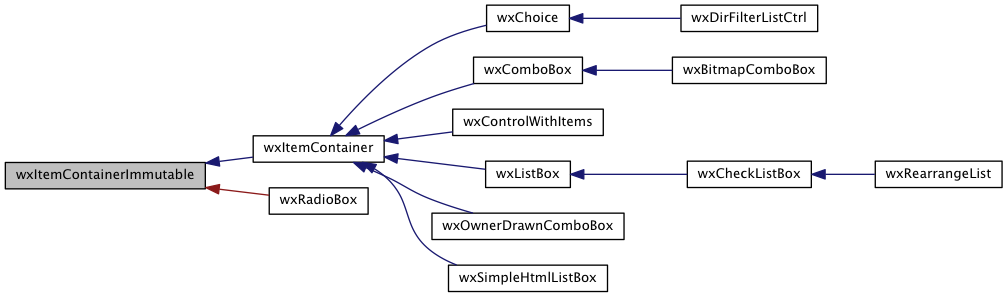 wxChoice
wxDirFilterListCtrl
wxComboBox
wxBitmapComboBox
wxControlWithItems
wxItemContainer
wxItemContainerImmutable
wxListBox
wxCheckListBox
wxRearrangeList
wxRadioBox
wxOwnerDrawnComboBox
wxSimpleHtmlListBox